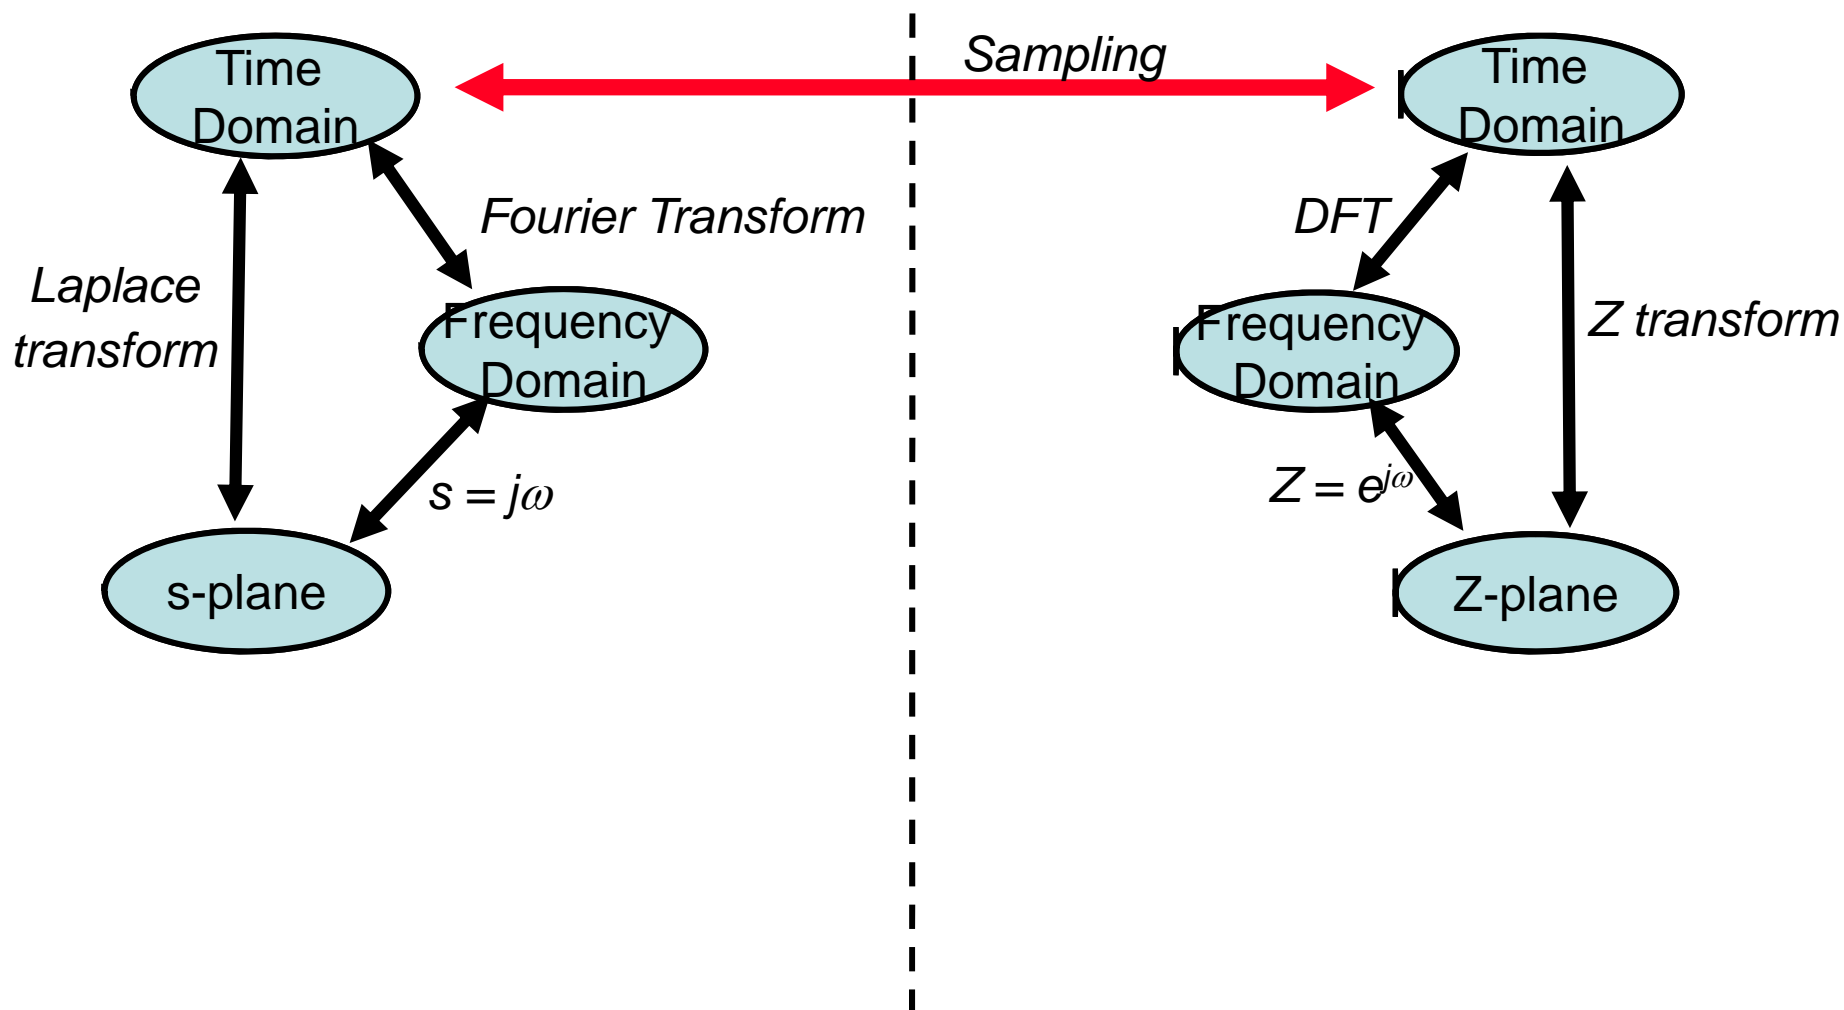 Time
Domain
Sampling
Time
Domain
Fourier Transform
DFT
Laplace
transform
Frequency
Domain
Frequency
Domain
Z transform
s = jω
Z = e^jω
s-plane
Z-plane